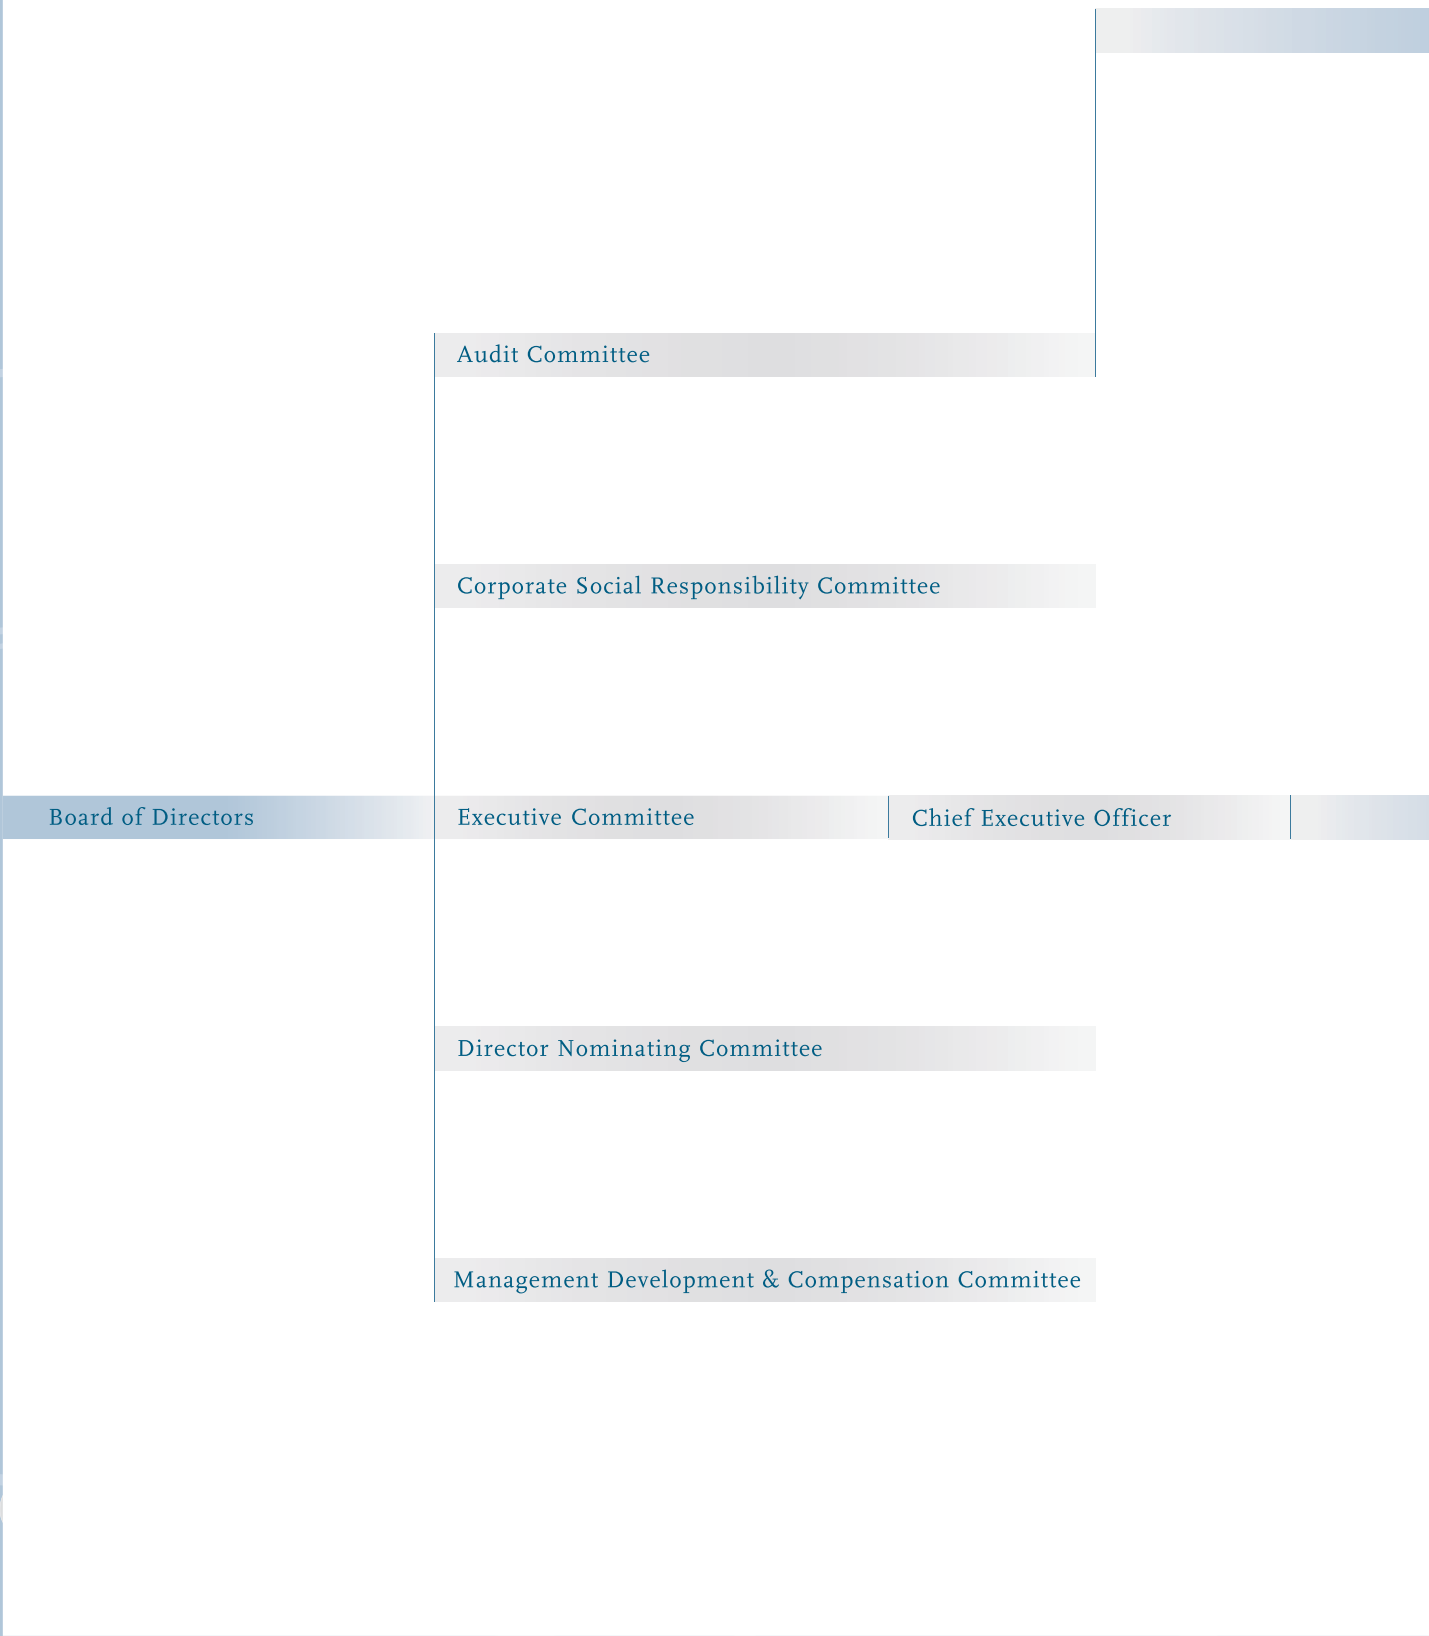 Audit Committee
Corporate Social Responsibility Committee
Board of Directors
Executive Committee
Chief Executive Officer
Director Nominating Committee
Management Development & Compensation Committee